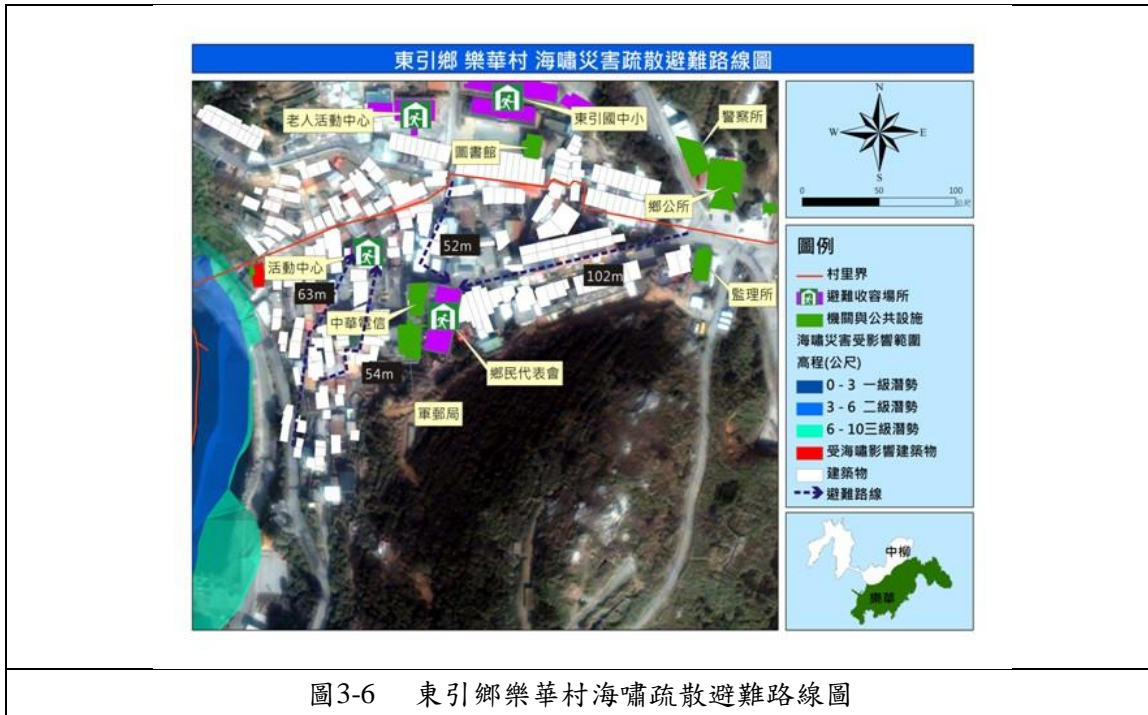 東引鄉 樂華村 海嘯災害疏散避難路線圖
老人活動中心
東引國中小
警察所
圖書館
鄉公所
52m
活動中心
102m
監理所
63m
中華電信
鄉民代表會
54m
軍郵局
N
W
E
S
0
50
100
公尺
圖例
村里界
避難收容場所
機關與公共設施
海嘯災害受影響範圍
高程(公尺)
0 - 3 一級潛勢
3 - 6 二級潛勢
6 - 10三級潛勢
受海嘯影響建築物
建築物
避難路線
中柳
樂華
圖3-6 東引鄉樂華村海嘯疏散避難路線圖